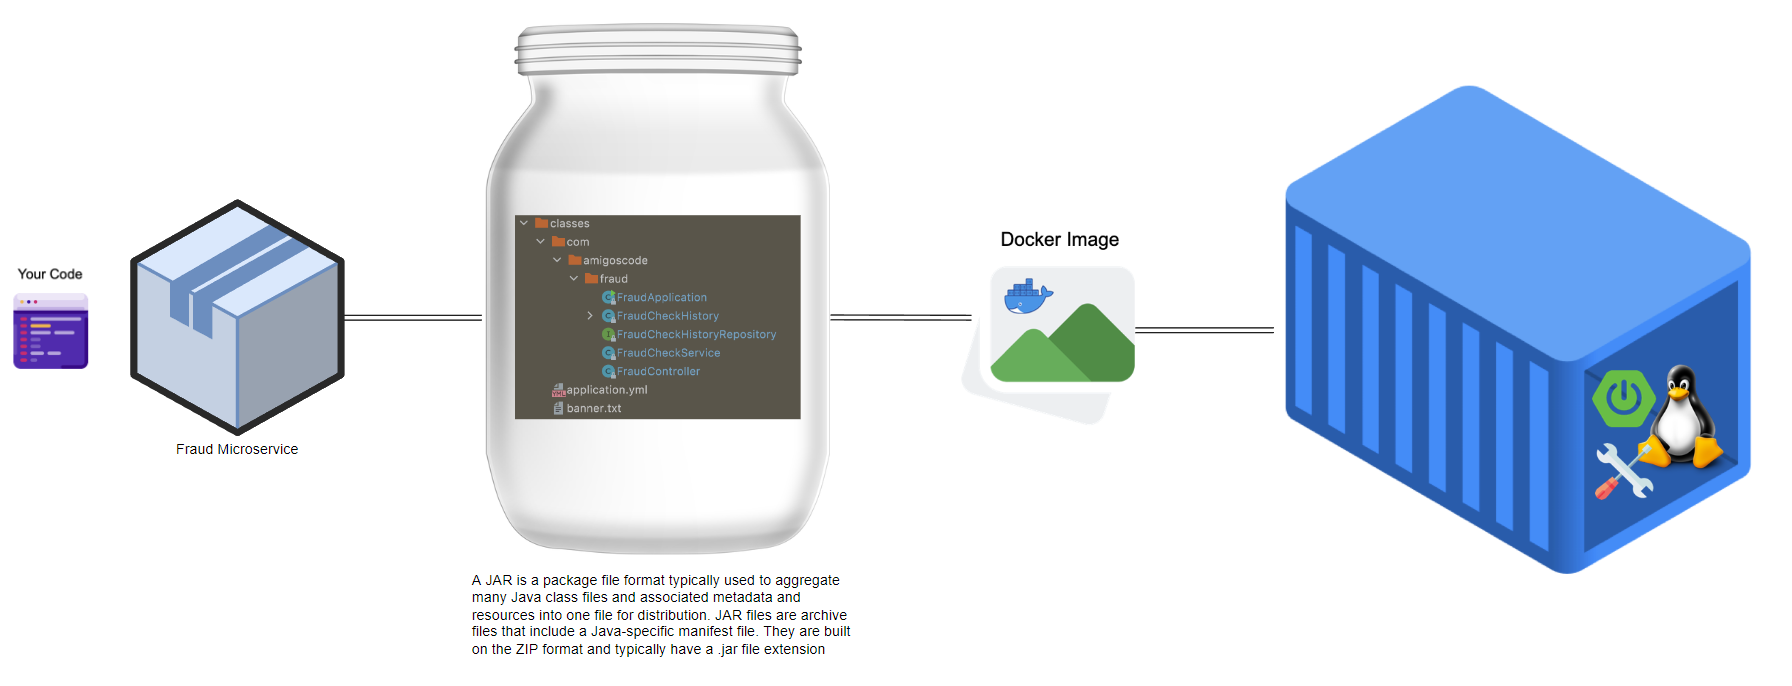 Your Code
Fraud Microservice
classes
com
amigoscode
fraud
FraudApplication
FraudCheckHistory
FraudCheckHistoryRepository
FraudCheckService
FraudController
application.yml
banner.txt
A JAR is a package file format typically used to aggregate
many Java class files and associated metadata and
resources into one file for distribution. JAR files are archive
files that include a Java-specific manifest file. They are built
on the ZIP format and typically have a .jar file extension
Docker Image